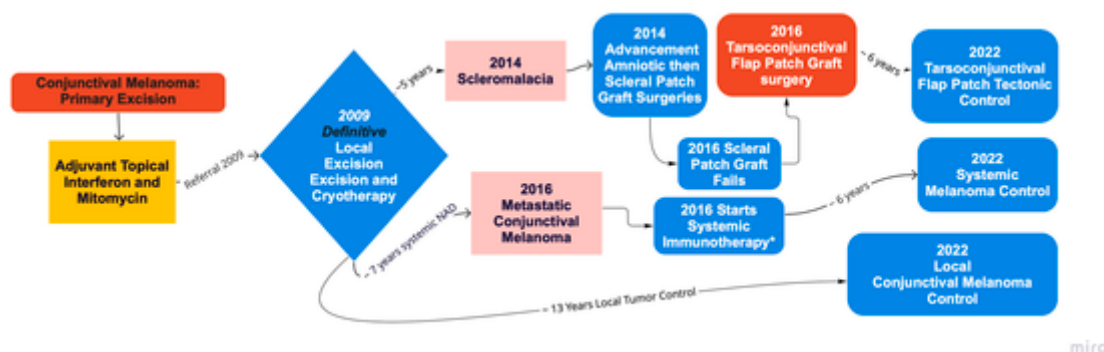 Conjunctival Melanoma:
Primary Excision
Adjuvant Topical
Interferon and
Mitomycin
Referral 2009
2009
Definitive
Local
Excision
Excision and
Cryotherapy
~5 years
2014
Scleromalacia
2014
Advancement
Amniotic then
Scleral Patch
Graft Surgeries
2016 Scleral
Patch Graft
Fails
2016
Tarsoconjunctival
Flap Patch Graft
surgery
~6 years
2022
Tarsoconjunctival
Flap Patch Tectonic
Control
~ 7 years systemic NAD
2016
Metastatic
Conjunctival
Melanoma
2016 Starts
Systemic
Immunotherapy*
~ 6 years
2022
Systemic
Melanoma Control
~ 13 Years Local Tumor Control
2022
Local
Conjunctival Melanoma
Control
miro